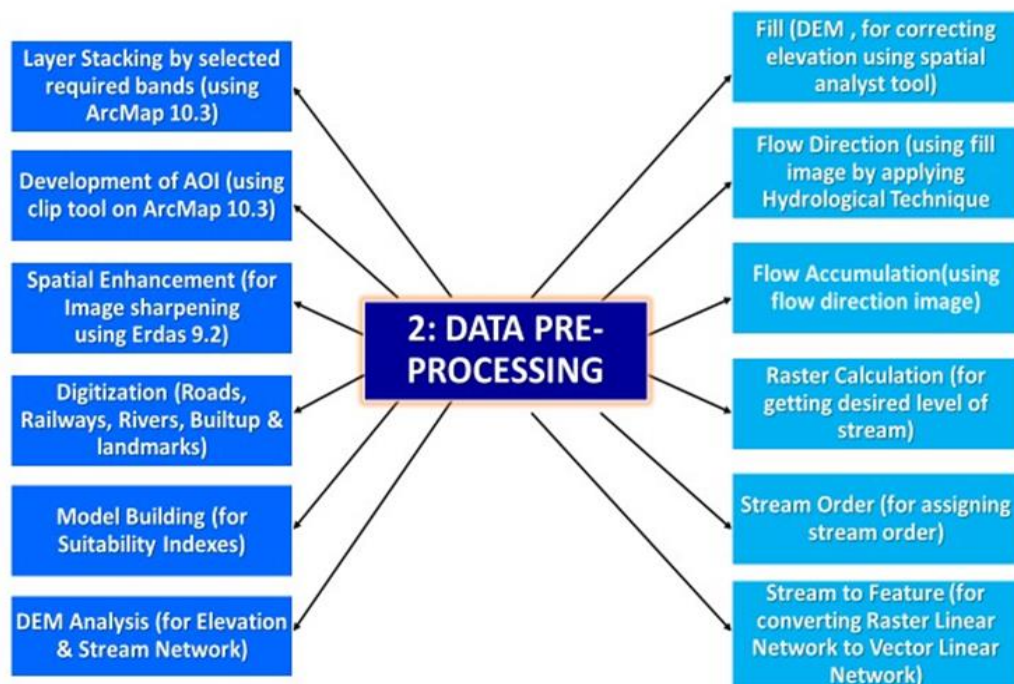 Layer Stacking by selected
required bands (using
ArcMap 10.3)
Development of AOI (using
clip tool on ArcMap 10.3)
Spatial Enhancement (for
Image sharpening
using Erdas 9.2)
Digitization (Roads,
Railways, Rivers, Builtup &
landmarks)
Model Building (for
Suitability Indexes)
DEM Analysis (for Elevation
& Stream Network)
2: DATA PRE-
PROCESSING
Fill (DEM , for correcting
elevation using spatial
analyst tool)
Flow Direction (using fill
image by applying
Hydrological Technique
Flow Accumulation(using
flow direction image)
Raster Calculation (for
getting desired level of
stream)
Stream Order (for assigning
stream order)
Stream to Feature (for
converting Raster Linear
Network to Vector Linear
Network)